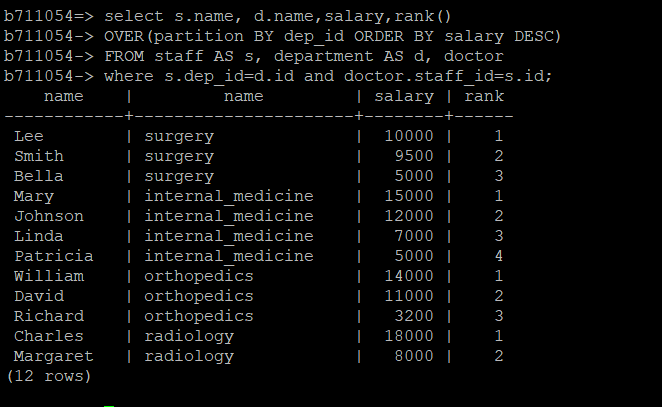 b711054=> select s.name, d.name,salary,rank()
b711054-> OVER(partition BY dep_id ORDER BY salary DESC)
b711054-> FROM staff AS s, department AS d, doctor
b711054-> where s.dep_id=d.id and doctor.staff_id=s.id;
    name    |         name         | salary | rank
------------+----------------------+--------+------
 Lee        | surgery              |  10000 |    1
 Smith      | surgery              |   9500 |    2
 Bella      | surgery              |   5000 |    3
 Mary       | internal_medicine    |  15000 |    1
 Johnson    | internal_medicine    |  12000 |    2
 Linda      | internal_medicine    |   7000 |    3
 Patricia   | internal_medicine    |   5000 |    4
 William    | orthopedics          |  14000 |    1
 David      | orthopedics          |  11000 |    2
 Richard    | orthopedics          |   3200 |    3
 Charles    | radiology            |  18000 |    1
 Margaret   | radiology            |   8000 |    2
(12 rows)